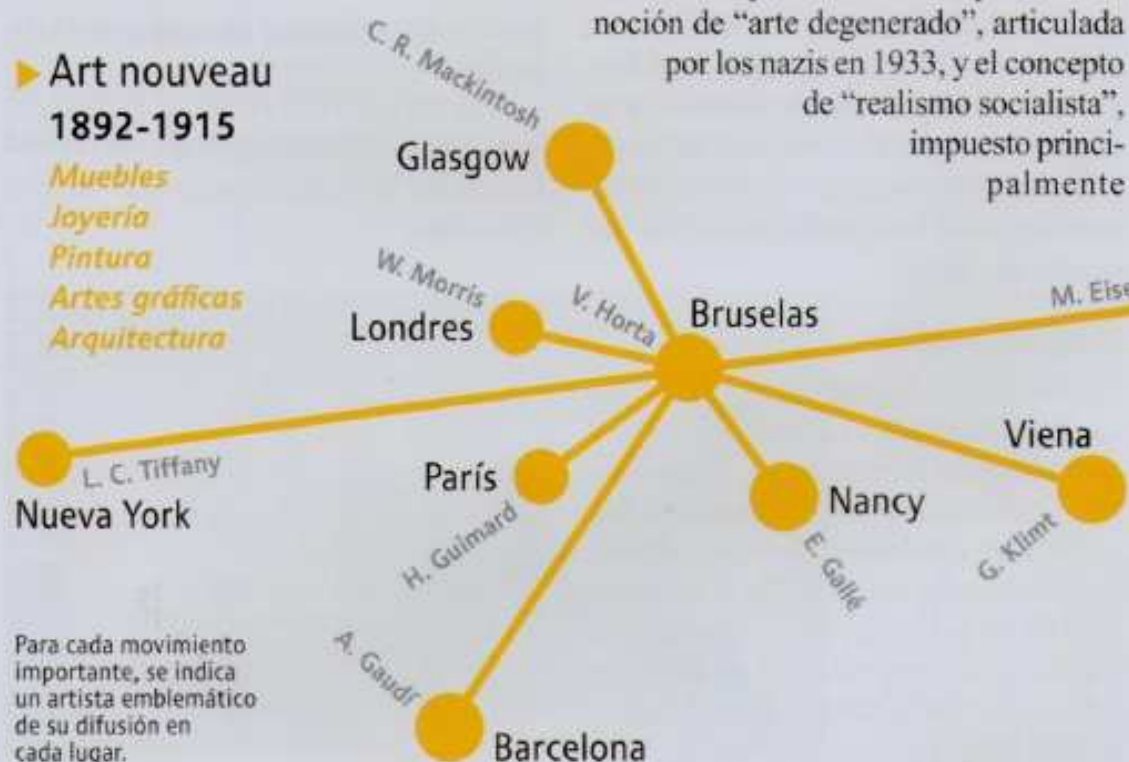 noción de “arte degenerado”, articulada
por los nazis en 1933, y el concepto
de “realismo socialista”,
impuesto princi-
palmente
▶ Art nouveau
1892-1915
Muebles
Joyería
Pintura
Artes gráficas
Arquitectura
C. R. Mackintosh
Glasgow
W. Morris
Londres
V. Horta
Bruselas
M. Eise
L. C. Tiffany
Nueva York
París
H. Guimard
Nancy
E. Gallé
Viena
G. Klimt
A. Gaudí
Barcelona
Para cada movimiento
importante, se indica
un artista emblemático
de su difusión en
cada lugar.